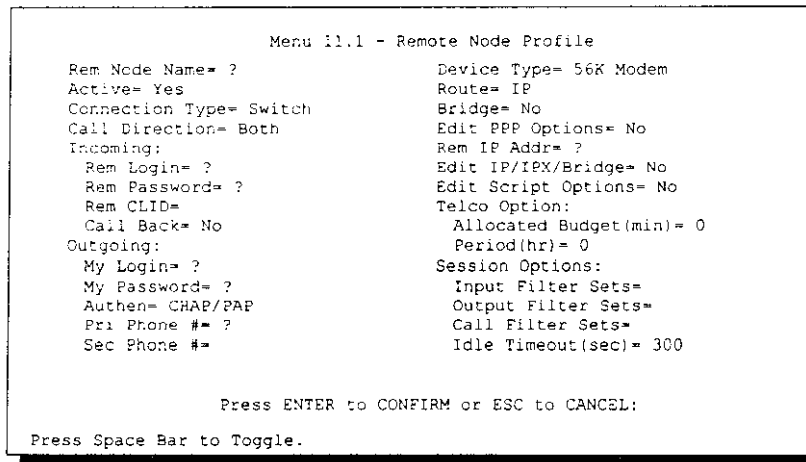 Menu 11.1 - Remote Node Profile
Rem Node Name= ?
Active= Yes
Connection Type= Switch
Call Direction= Both
Incoming:
Rem Login= ?
Rem Password= ?
Rem CLID=
Call Back= No
Outgoing:
My Login= ?
My Password= ?
Authen= CHAP/PAP
Pri Phone #= ?
Sec Phone #=
Device Type= 56K Modem
Route= IP
Bridge= No
Edit PPP Options= No
Rem IP Addr= ?
Edit IP/IPX/Bridge= No
Edit Script Options= No
Telco Option:
Allocated Budget(min)= 0
Period(hr)= 0
Session Options:
Input Filter Sets=
Output Filter Sets=
Call Filter Sets=
Idle Timeout(sec)= 300
Press ENTER to CONFIRM or ESC to CANCEL:
Press Space Bar to Toggle.